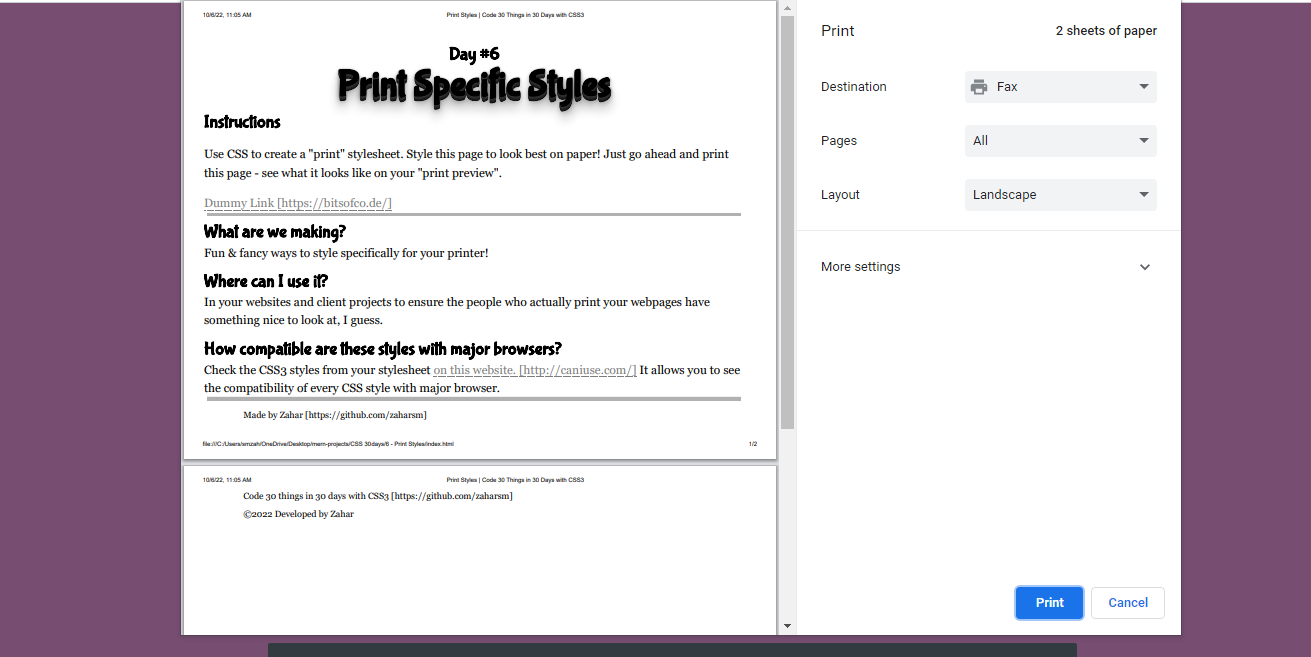 10/6/22, 11:05 AM
Print Styles | Code 30 Things in 30 Days with CSS3
Day #6
Print Specific Styles
Instructions
Use CSS to create a "print" stylesheet. Style this page to look best on paper! Just go ahead and print
this page - see what it looks like on your "print preview".
Dummy Link [https://bitsofco.de/]
What are we making?
Fun & fancy ways to style specifically for your printer!
Where can I use it?
In your websites and client projects to ensure the people who actually print your webpages have
something nice to look at, I guess.
How compatible are these styles with major browsers?
Check the CSS3 styles from your stylesheet on this website. [http://caniuse.com/] It allows you to see
the compatibility of every CSS style with major browser.
Made by Zahar [https://github.com/zaharsm]
file:///C:/Users/smzah/OneDrive/Desktop/mern-projects/CSS 30days/6 - Print Styles/index.html
1/2
10/6/22, 11:05 AM
Print Styles | Code 30 Things in 30 Days with CSS3
Code 30 things in 30 days with CSS3 [https://github.com/zaharsm]
©2022 Developed by Zahar
Print
2 sheets of paper
Destination
Fax
Pages
All
Layout
Landscape
More settings
Print
Cancel